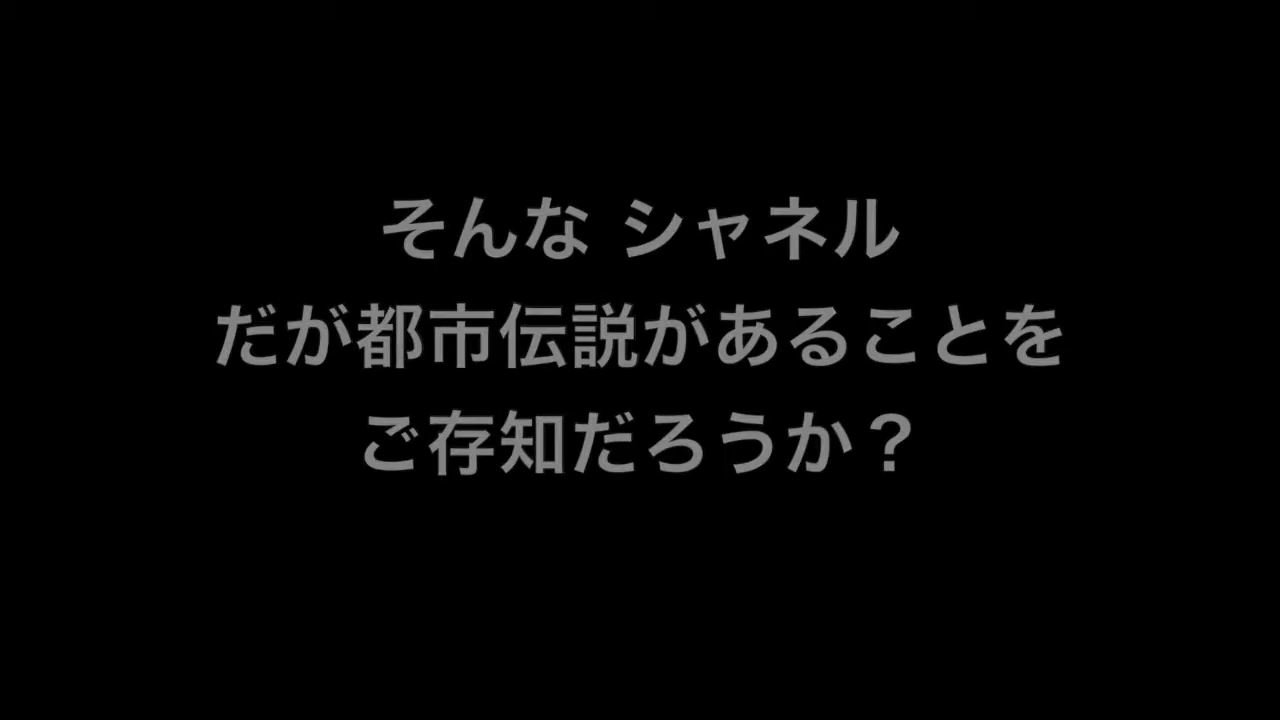 そんな シャネル
だが都市伝説があることを
ご存知だろうか？